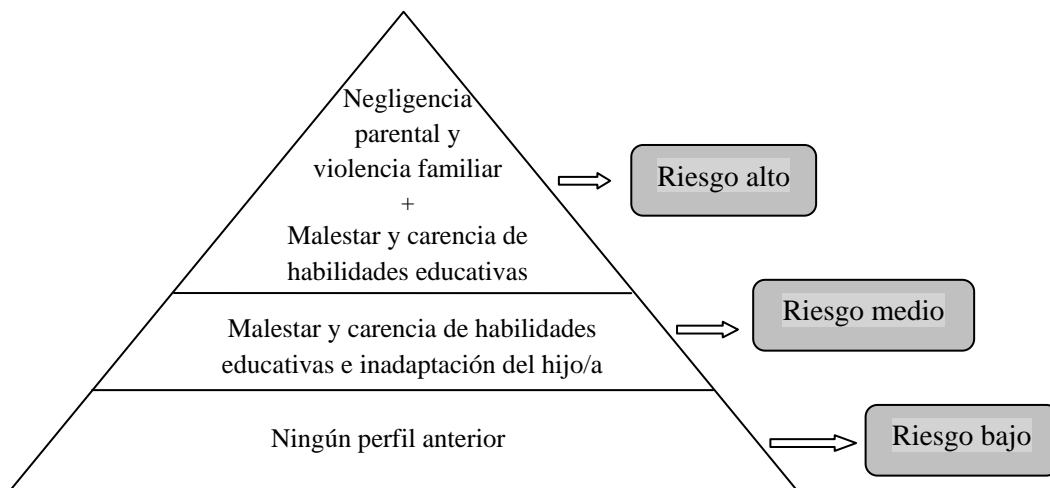 Negligencia
parental y
violencia familiar
+
Malestar y carencia de
habilidades educativas
Riesgo alto
Malestar y carencia de habilidades
educativas e inadaptación del hijo/a
Riesgo medio
Ningún perfil anterior
Riesgo bajo